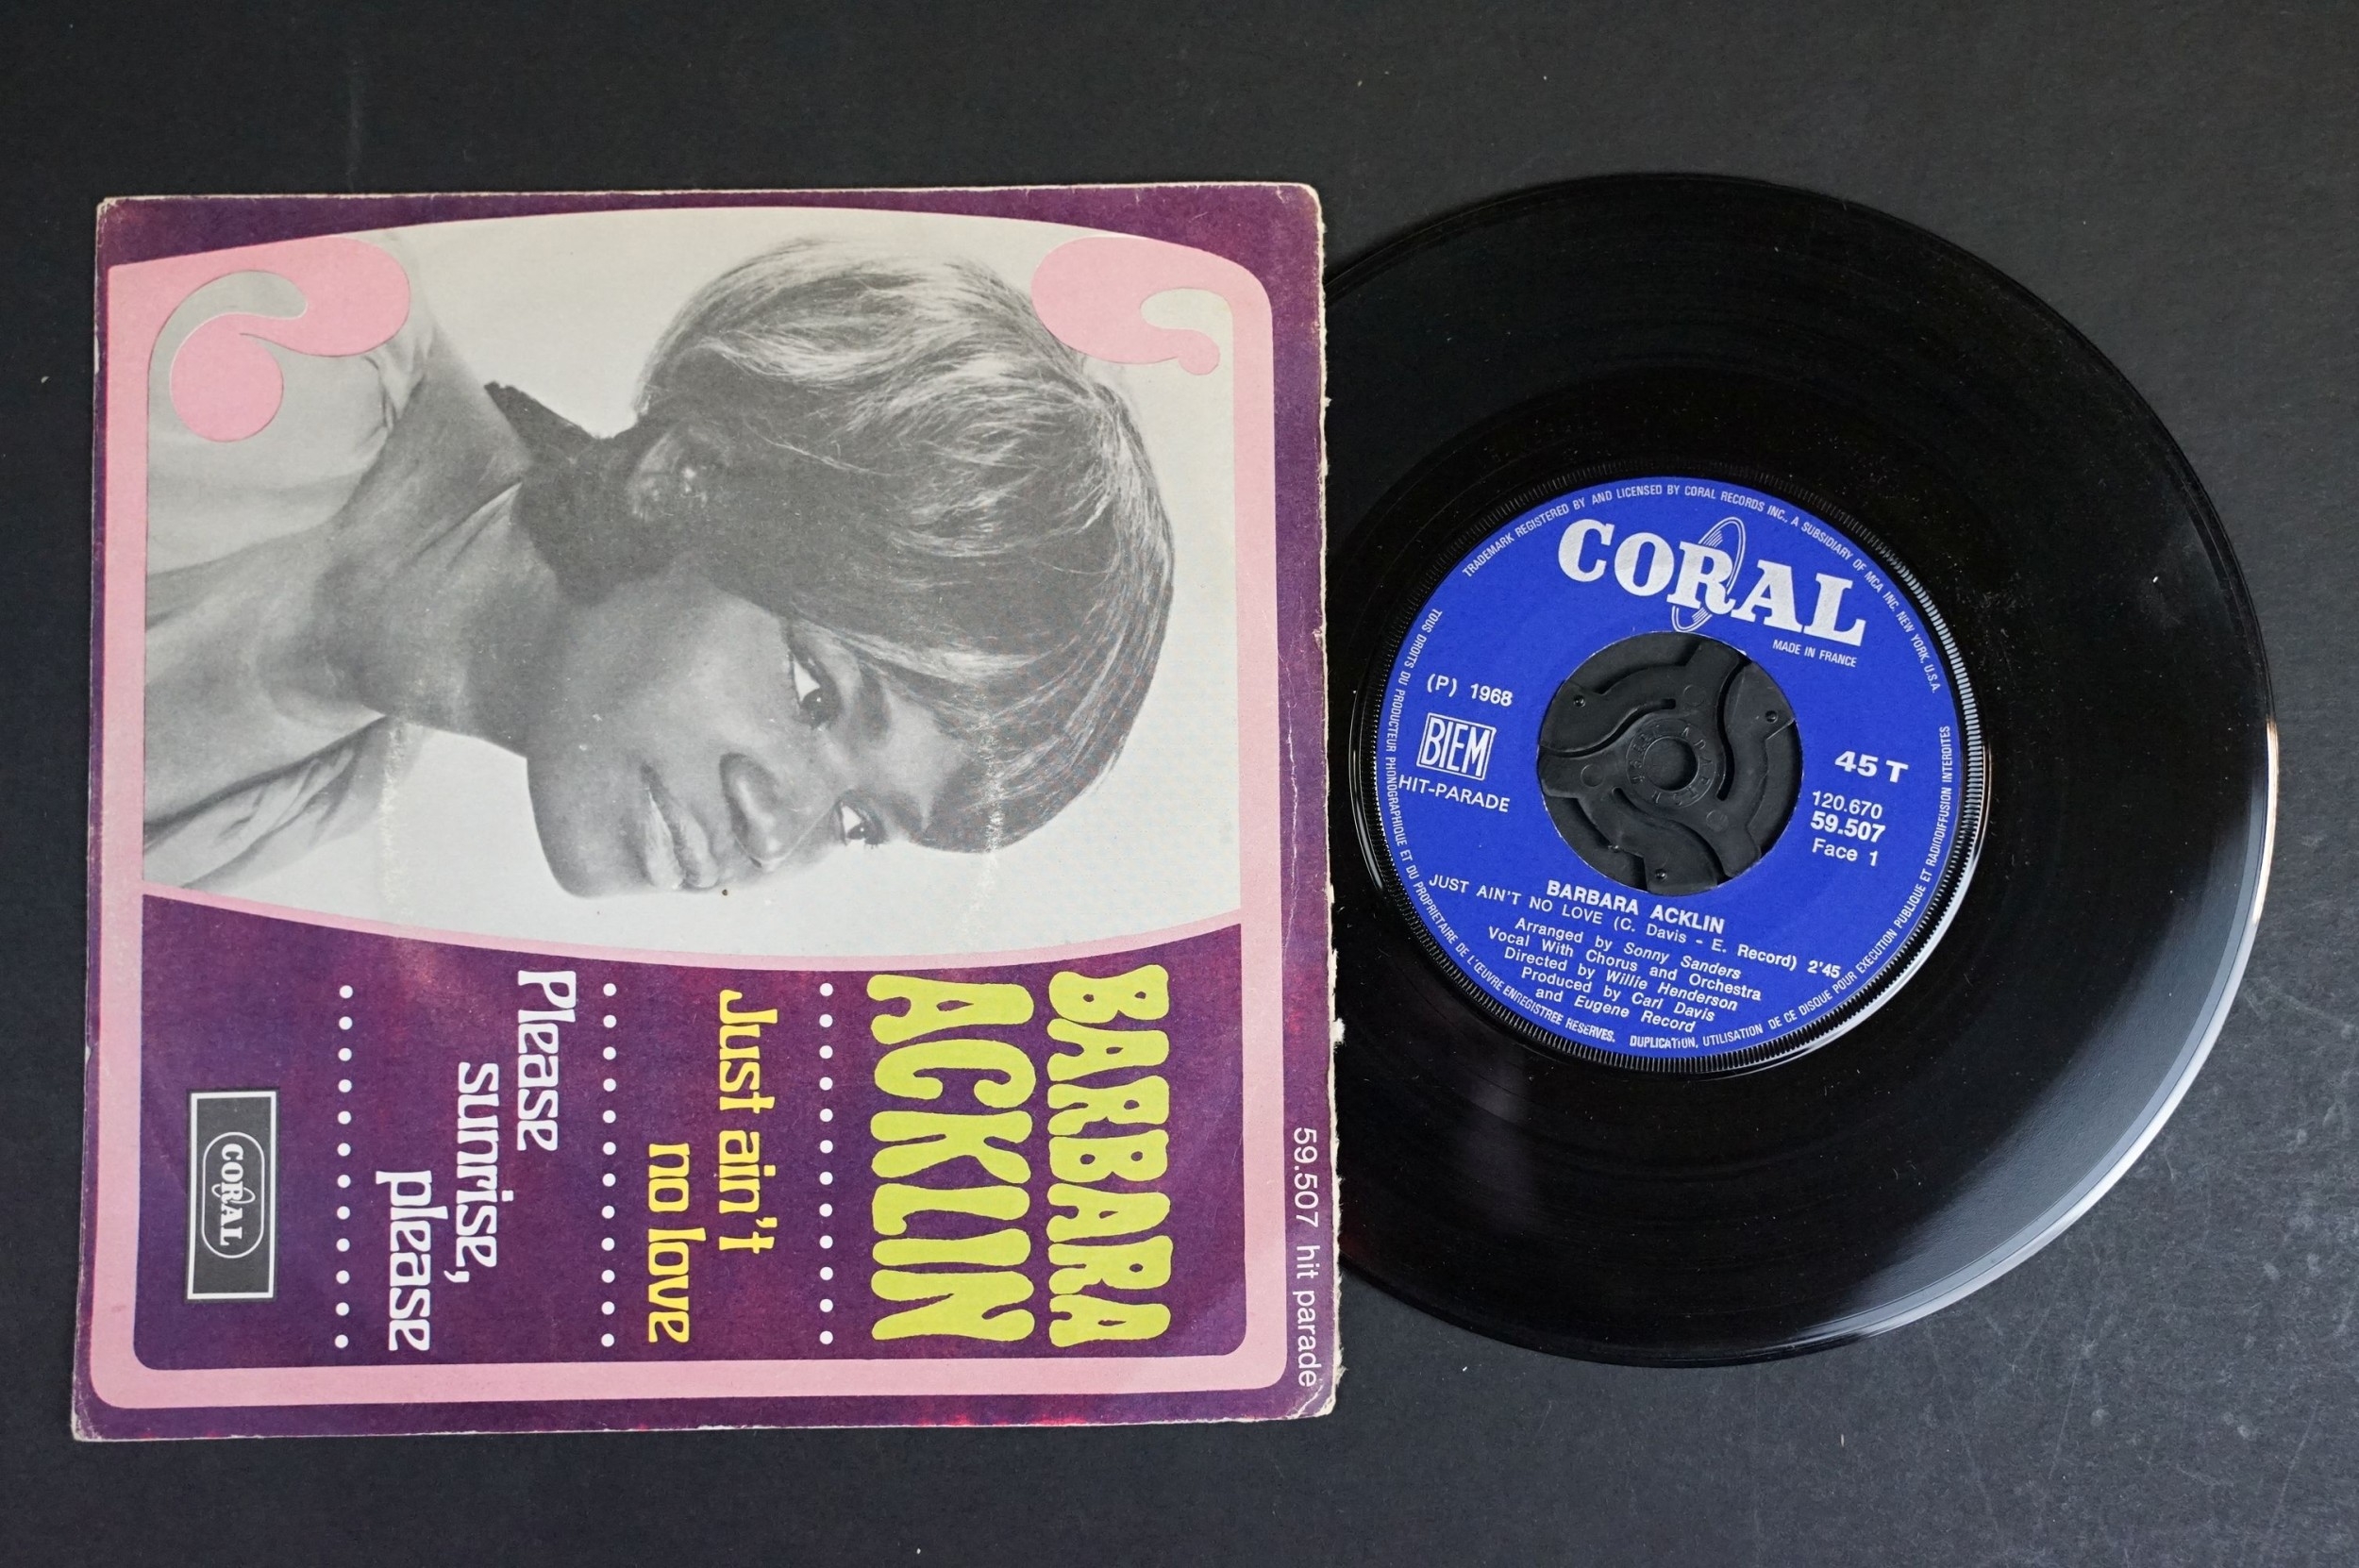 59.507 hit parade
BARBARA
ACKLIN
Just ain't
no love
Please
sunrise,
please
CORAL
TRADEMARK REGISTERED BY AND LICENSED BY CORAL RECORDS INC., A SUBSIDIARY OF MCA INC. NEW YORK, U.S.A.
CORAL
MADE IN FRANCE
(P) 1968
BIEM
HIT-PARADE
45 T
120.670
59.507
Face 1
BARBARA ACKLIN
JUST AIN'T NO LOVE (C. Davis - E. Record) 2'45
Arranged by Sonny Sanders
Vocal With Chorus and Orchestra
Directed by Willie Henderson
Produced by Carl Davis
and Eugene Record
TOUS DROITS DU PRODUCTEUR PHONOGRAPHIQUE ET DU PROPRIETAIRE DE L'ŒUVRE ENREGISTREE RESERVES. DUPLICATION, UTILISATION DE CE DISQUE POUR EXECUTION PUBLIQUE ET RADIODIFFUSION INTERDITES